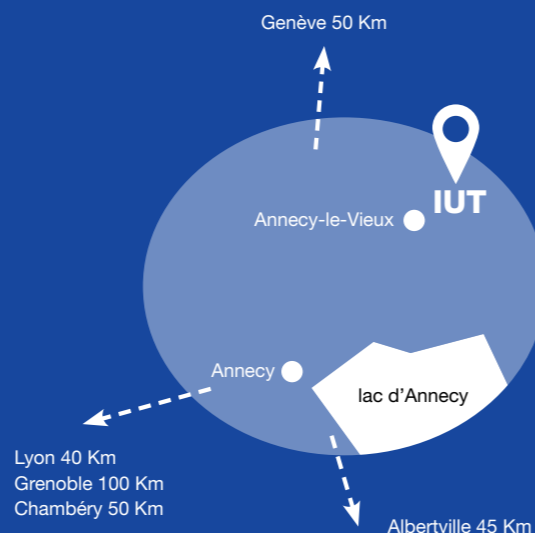 Genève 50 Km
IUT
Annecy-le-Vieux
Annecy
lac d'Annecy
Lyon 40 Km
Grenoble 100 Km
Chambéry 50 Km
Albertville 45 Km